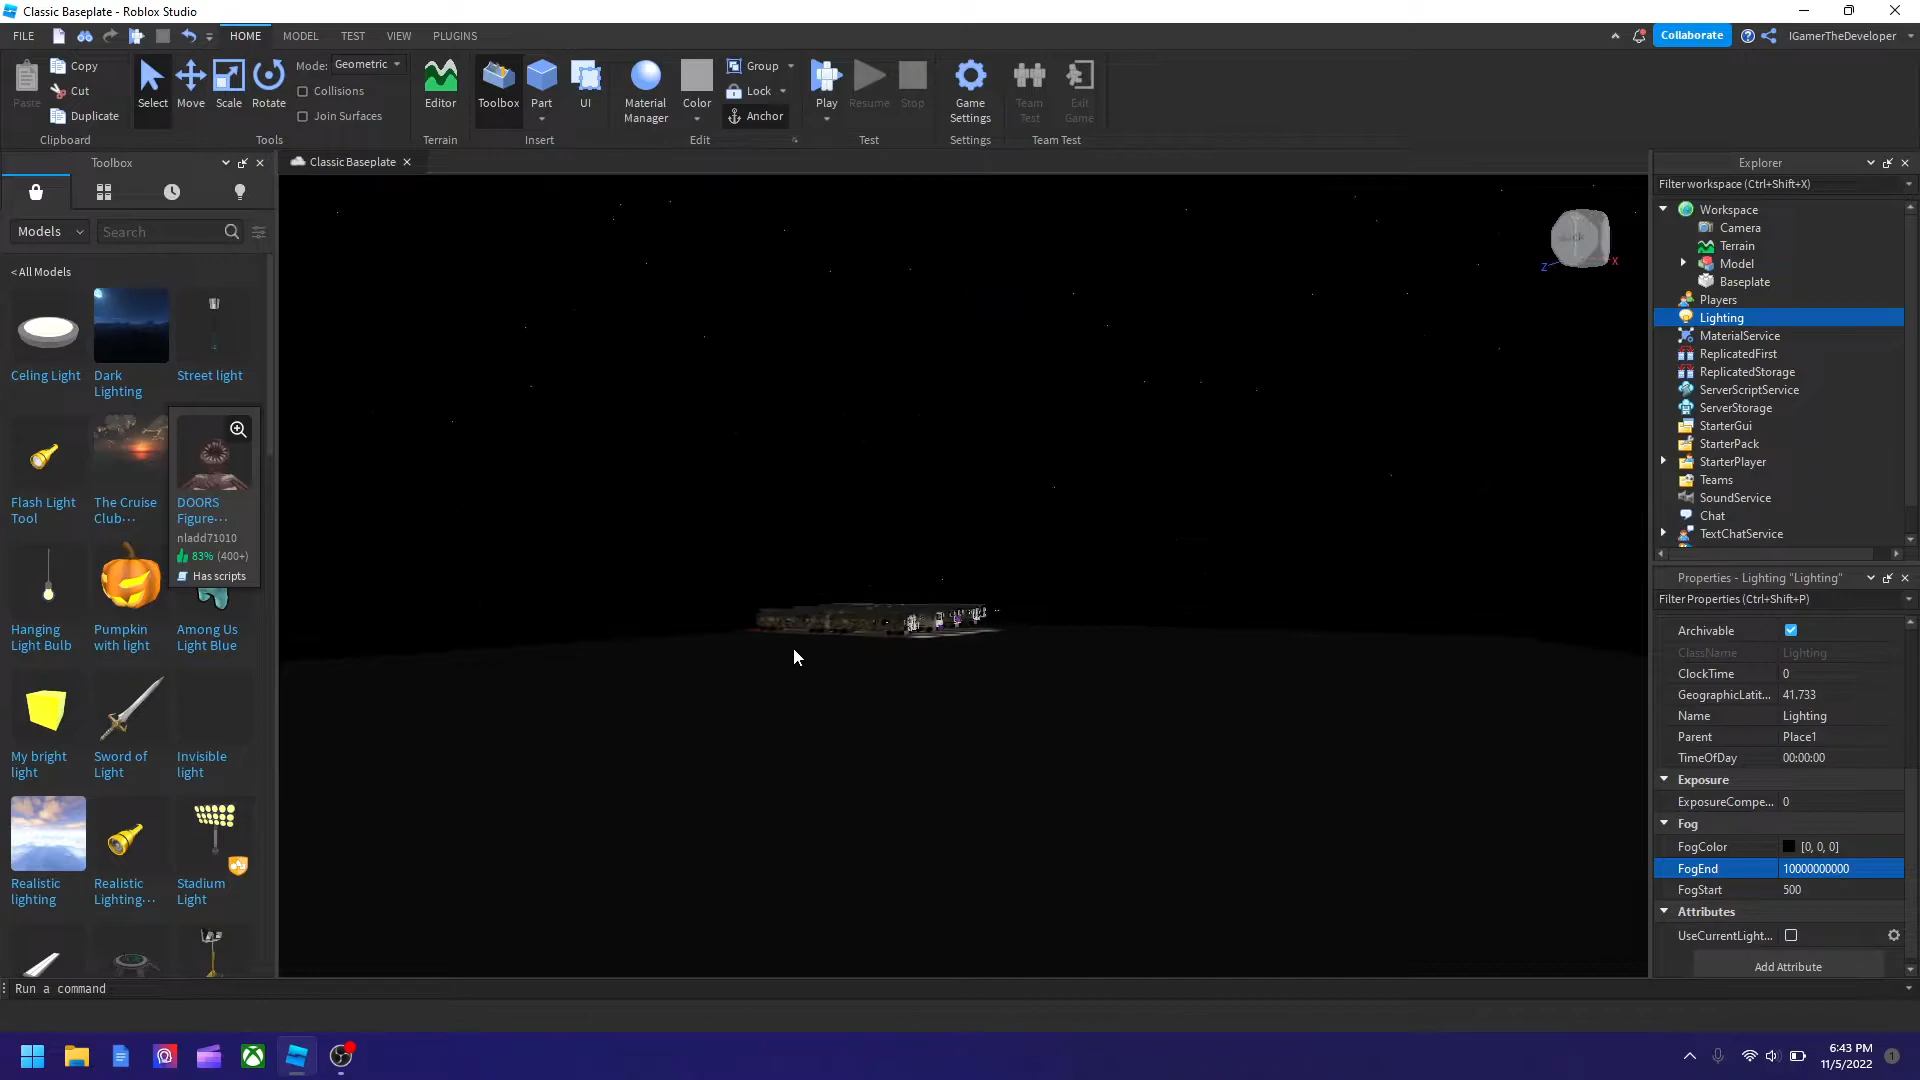 Classic Baseplate - Roblox Studio
FILE HOME MODEL TEST VIEW PLUGINS Collaborate IGamerTheDeveloper
Copy
Cut
Duplicate
Paste
Clipboard
Select Move Scale Rotate
Mode: Geometric
Collisions
Join Surfaces
Tools
Editor
Terrain
Toolbox Part UI
Insert
Material Manager
Color
Group
Lock
Anchor
Edit
Play Resume Stop
Test
Game Settings
Settings
Team Test
Exit Game
Team Test
Toolbox
Classic Baseplate
Models
Search
< All Models
Celing Light
Dark Lighting
Street light
Flash Light Tool
The Cruise Club...
DOORS Figure...
nladd71010
83% (400+)
Has scripts
Hanging Light Bulb
Pumpkin with light
Among Us Light Blue
My bright light
Sword of Light
Invisible light
Realistic lighting
Realistic Lighting...
Stadium Light
Z
X
Explorer
Filter workspace (Ctrl+Shift+X)
Workspace
Camera
Terrain
Model
Baseplate
Players
Lighting
MaterialService
ReplicatedFirst
ReplicatedStorage
ServerScriptService
ServerStorage
StarterGui
StarterPack
StarterPlayer
Teams
SoundService
Chat
TextChatService
Properties - Lighting "Lighting"
Filter Properties (Ctrl+Shift+P)
Archivable
ClassName Lighting
ClockTime 0
GeographicLatit... 41.733
Name Lighting
Parent Place1
TimeOfDay 00:00:00
Exposure
ExposureCompe... 0
Fog
FogColor [0, 0, 0]
FogEnd 10000000000
FogStart 500
Attributes
UseCurrentLight...
Add Attribute
Run a command
6:43 PM
11/5/2022
1